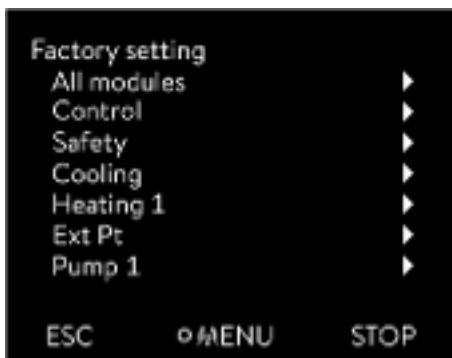 Factory setting
All modules
Control
Safety
Cooling
Heating 1
Ext Pt
Pump 1
ESC MENU STOP